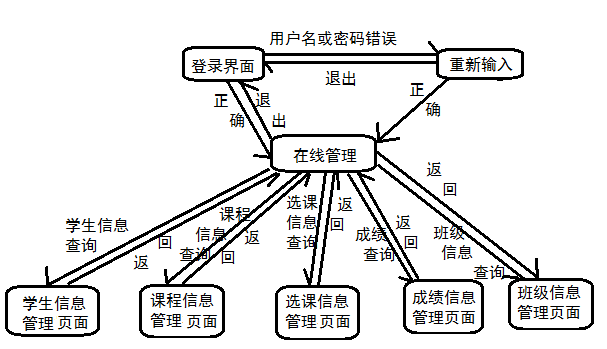 用户名或密码错误
登录界面
重新输入
退出
正确
退出
正确
在线管理
学生信息
查询
返回
课程
信息
查询
返回
选课
信息
查询
返回
成绩
查询
返回
班级
信息
查询
返回
学生信息
管理 页面
课程信息
管理 页面
选课信息
管理 页面
成绩信息
管理页面
班级信息
管理页面